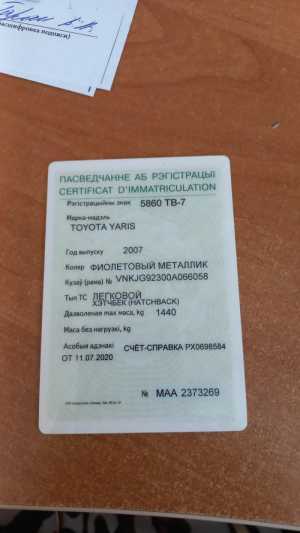 ПАСВЕДЧАННЕ АБ РЭГІСТРАЦЫІ
CERTIFICAT D'IMMATRICULATION
Рэгістрацыйны знак 5860 ТВ-7
Марка-мадэль
TOYOTA YARIS
Год выпуску 2007
Колер ФИОЛЕТОВЫЙ МЕТАЛЛИК
Кузаў (рама) № VNKJG92300A066058
Тып ТС ЛЕГКОВОЙ
ХЭТЧБЕК (HATCHBACK)
Дазволеная max маса, kg 1440
Маса без нагрузкі, kg
Асобыя адзнакі СЧЁТ-СПРАВКА РХ0698584
ОТ 11.07.2020
№ МАА 2373269